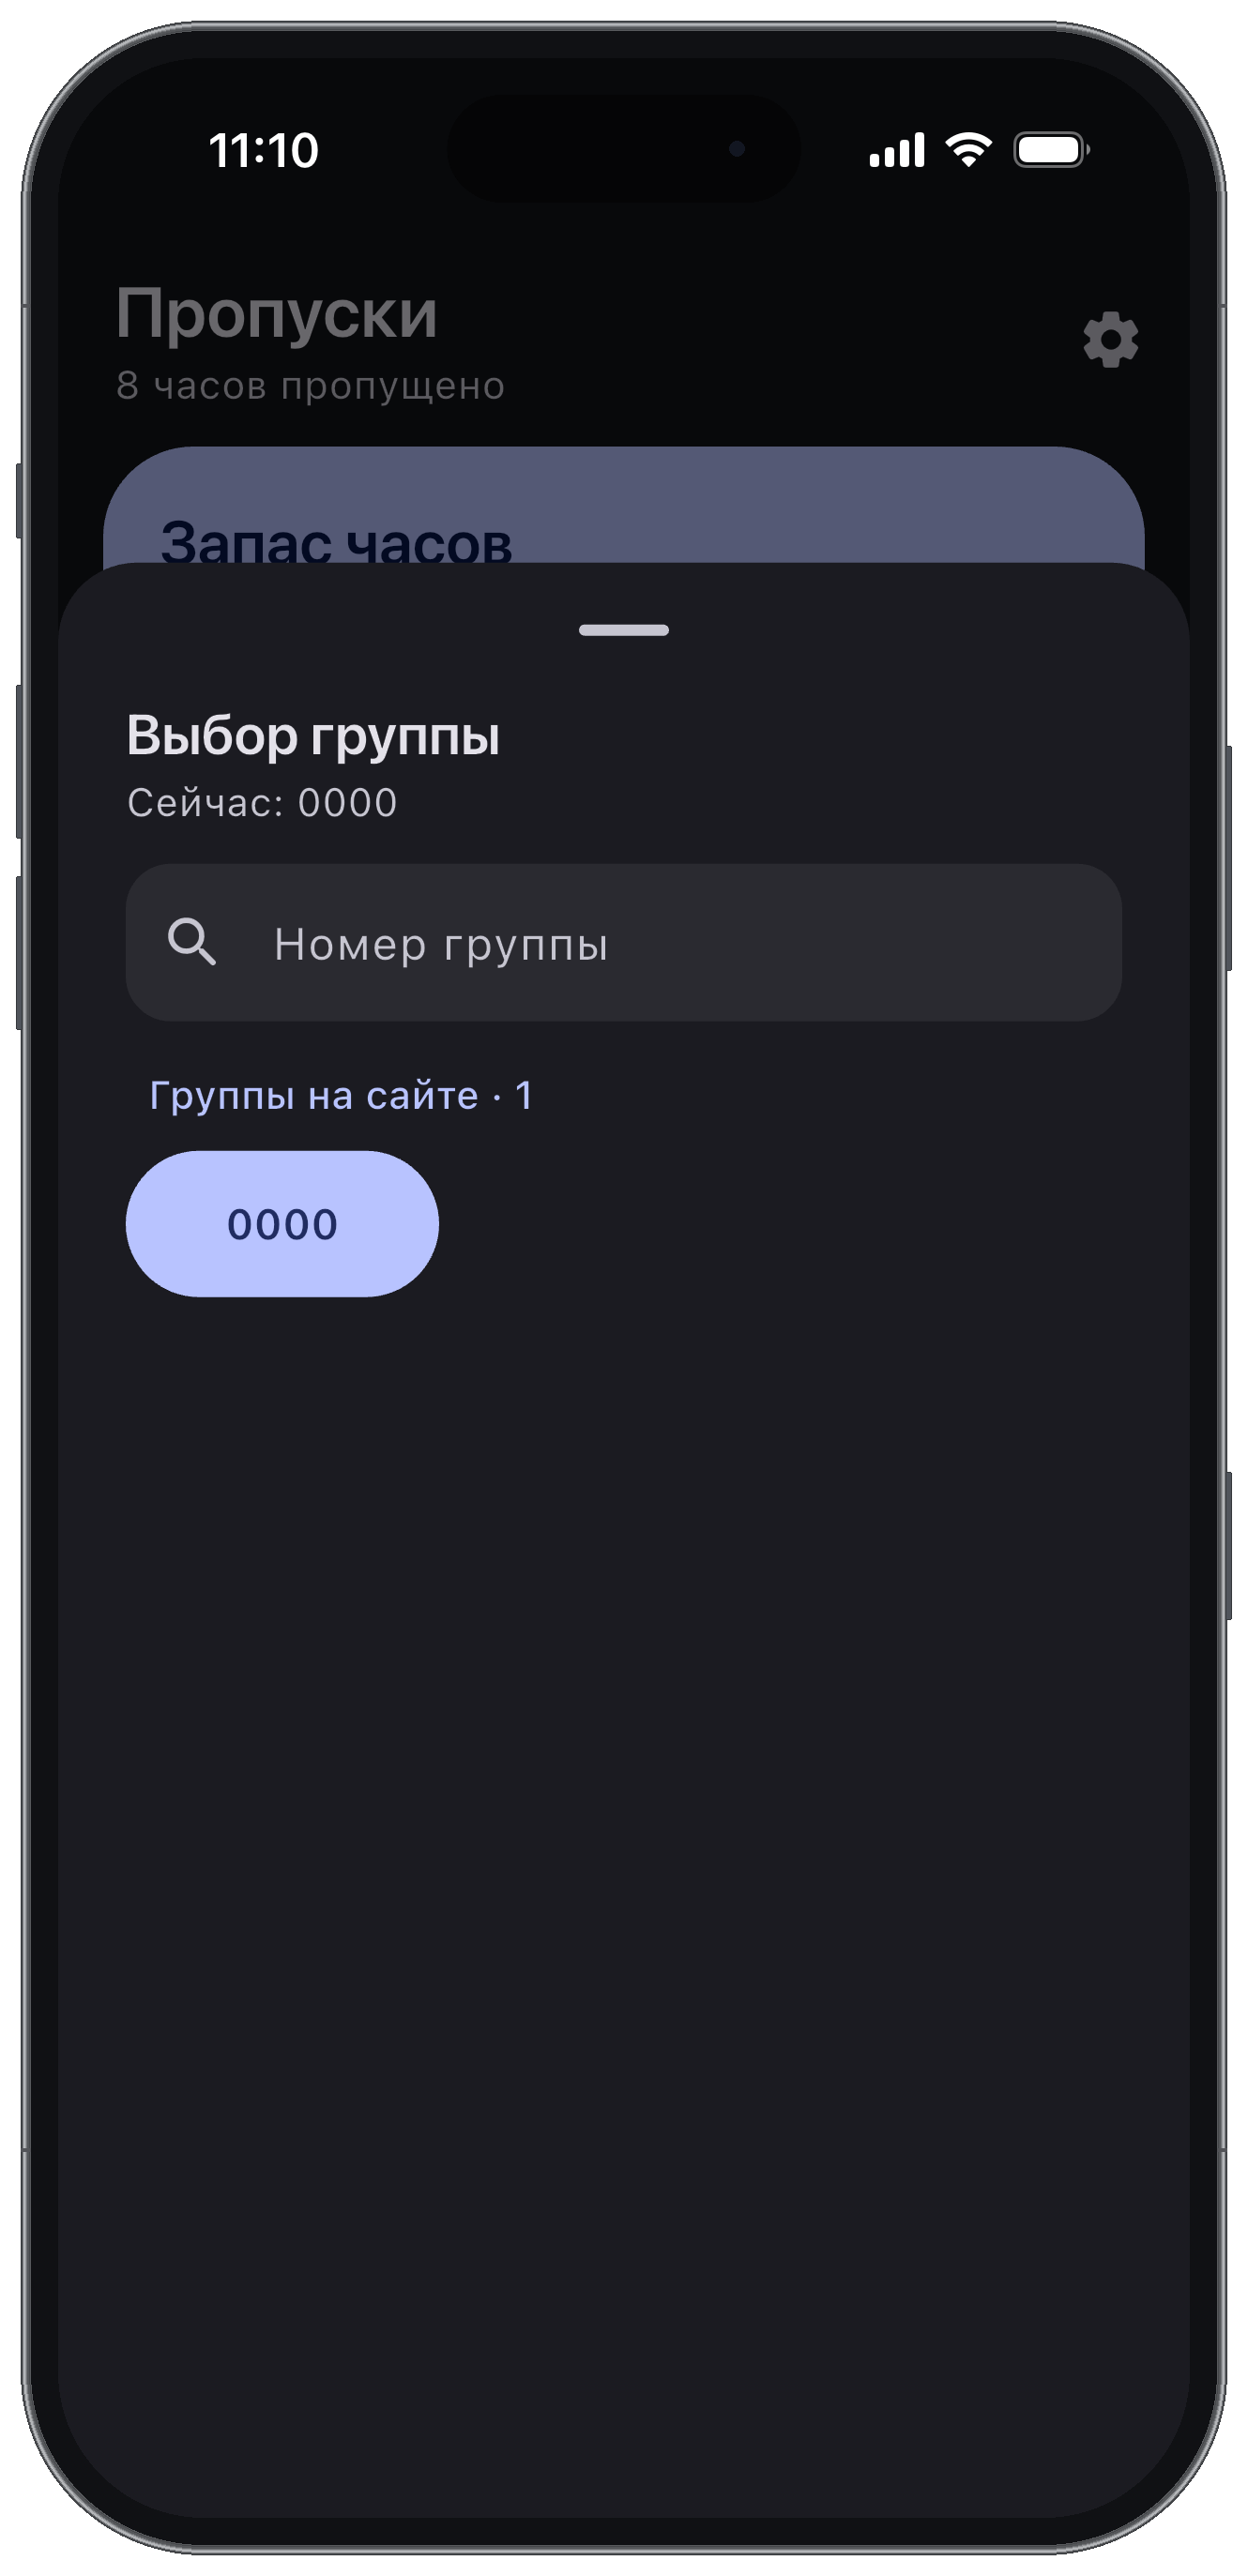 11:10
Пропуски
8 часов пропущено
Запас часов
Выбор группы
Сейчас: 0000
Номер группы
Группы на сайте · 1
0000